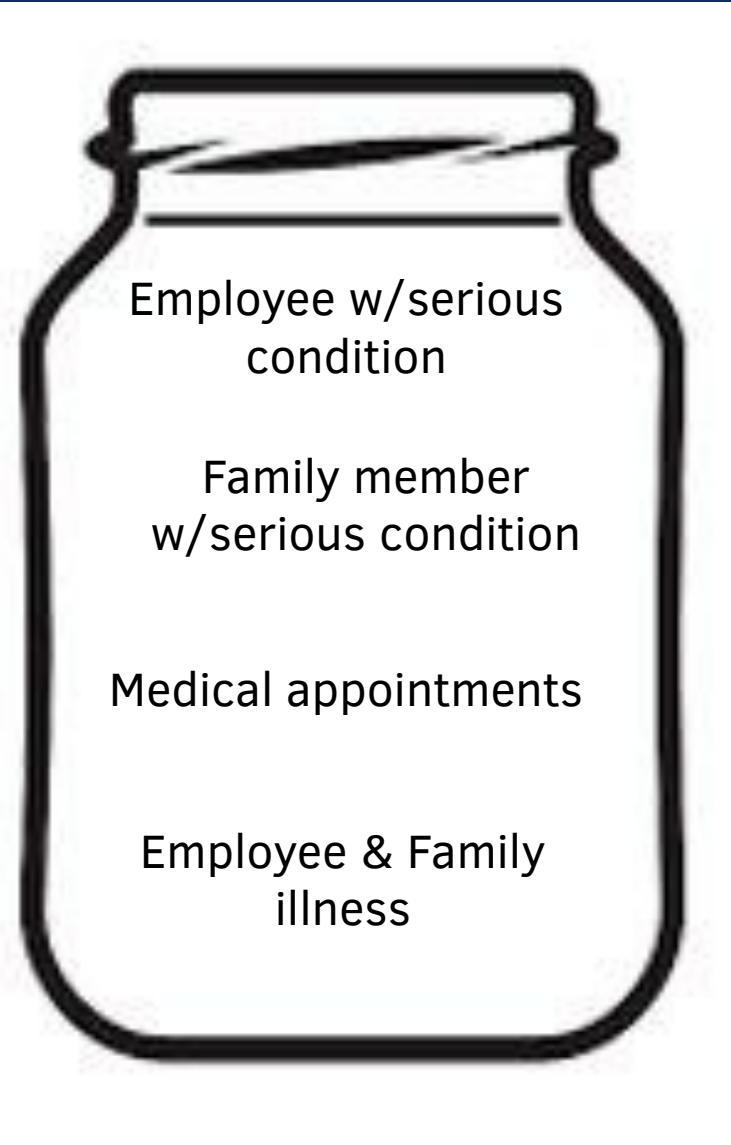 Employee w/serious
condition
Family member
w/serious condition
Medical appointments
Employee & Family
illness